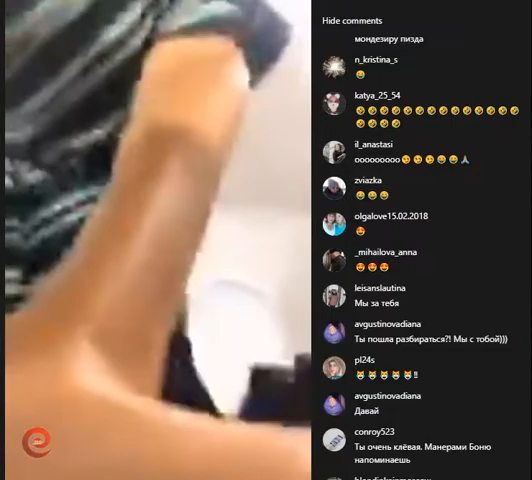 Hide comments
мондезиру пизда
n_kristina_s
😂
katya_25_54
🤣🤣🤣🤣🤣🤣🤣🤣🤣🤣🤣🤣🤣🤣
🤣🤣🤣🤣
il_anastasi
ооооооооо😏😏😏😂😂🙏
zviazka
😂😂😂
olgalove15.02.2018
😍
_mihailova_anna
😍😍😍
leisanslautina
Мы за тебя
avgustinovadiana
Ты пошла разбираться?! Мы с тобой)))
pl24s
😹😹😹😹😹‼
avgustinovadiana
Давай
conroy523
Ты очень клёвая. Манерами Боню
напоминаешь